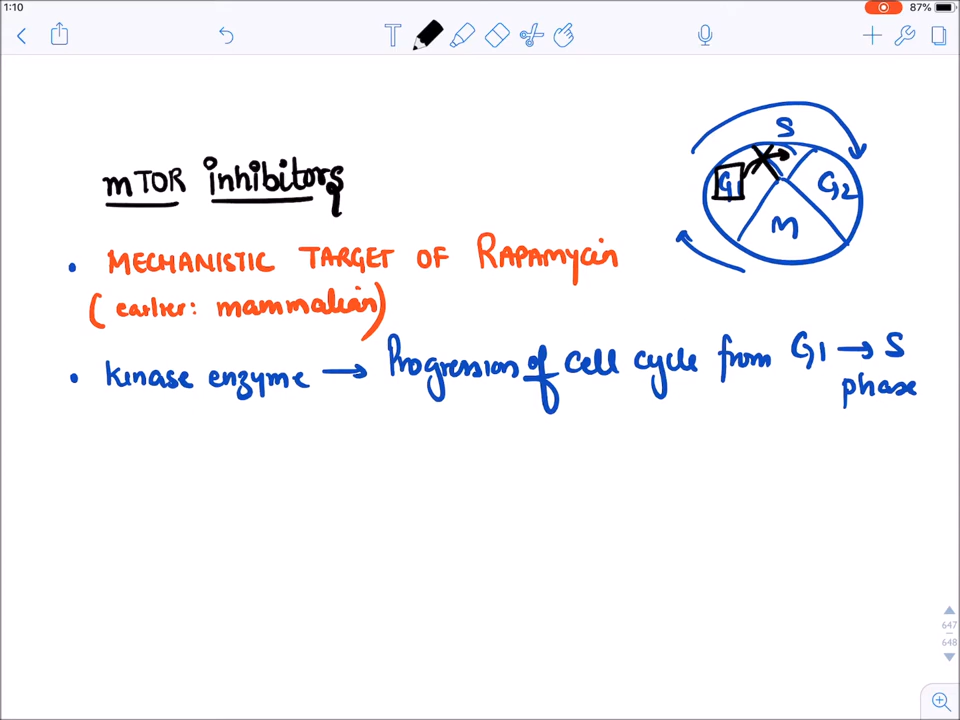 1:10
87%
T
S
G1
G2
M
mTOR inhibitors
• MECHANISTIC TARGET OF RAPAMYCIN
(earlier: mammalian)
• Kinase enzyme → Progression of cell cycle from G1 → S
phase
647
648